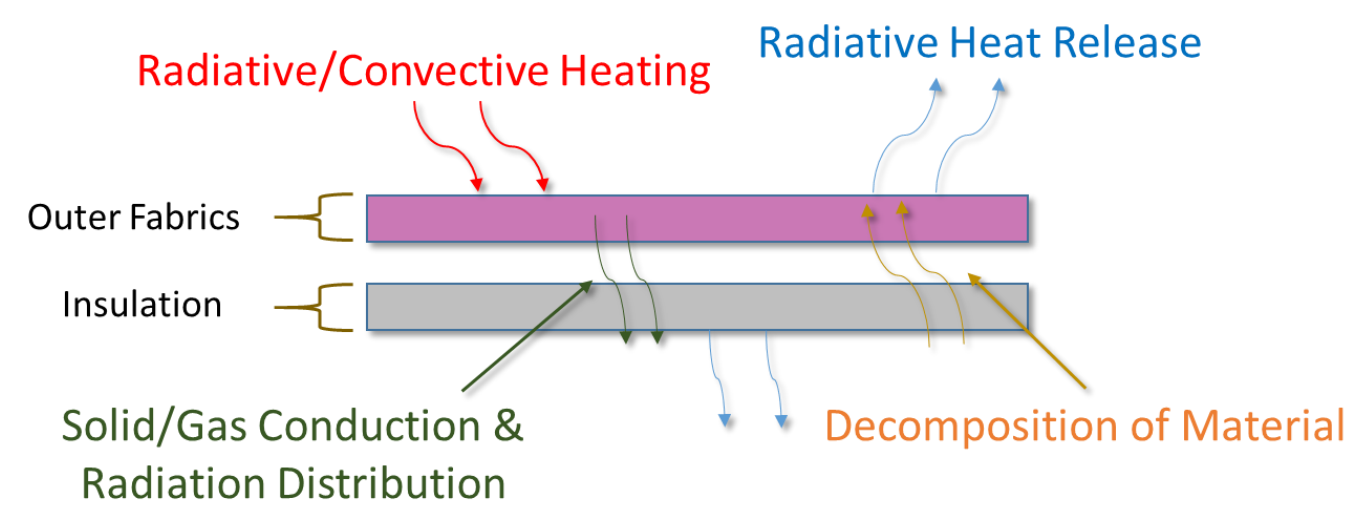 Radiative Heat Release
Radiative/Convective Heating
Outer Fabrics
Insulation
Solid/Gas Conduction &
Radiation Distribution
Decomposition of Material